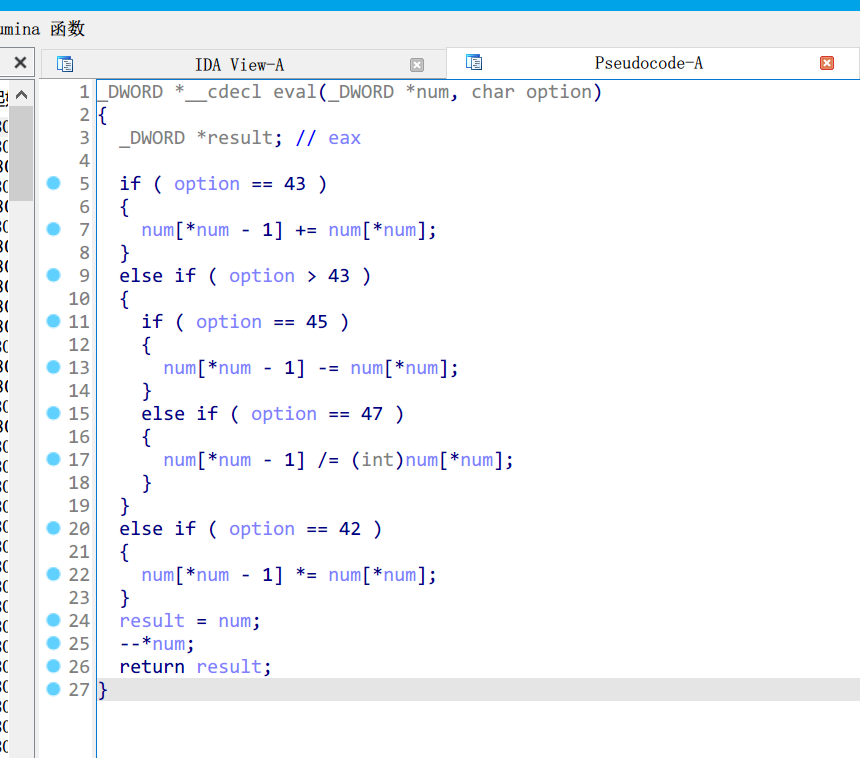 umina 函数
IDA View-A
Pseudocode-A
1 _DWORD *__cdecl eval(_DWORD *num, char option)
2 {
3   _DWORD *result; // eax
4
5   if ( option == 43 )
6   {
7     num[*num - 1] += num[*num];
8   }
9   else if ( option > 43 )
10   {
11     if ( option == 45 )
12     {
13       num[*num - 1] -= num[*num];
14     }
15     else if ( option == 47 )
16     {
17       num[*num - 1] /= (int)num[*num];
18     }
19   }
20   else if ( option == 42 )
21   {
22     num[*num - 1] *= num[*num];
23   }
24   result = num;
25   --*num;
26   return result;
27 }